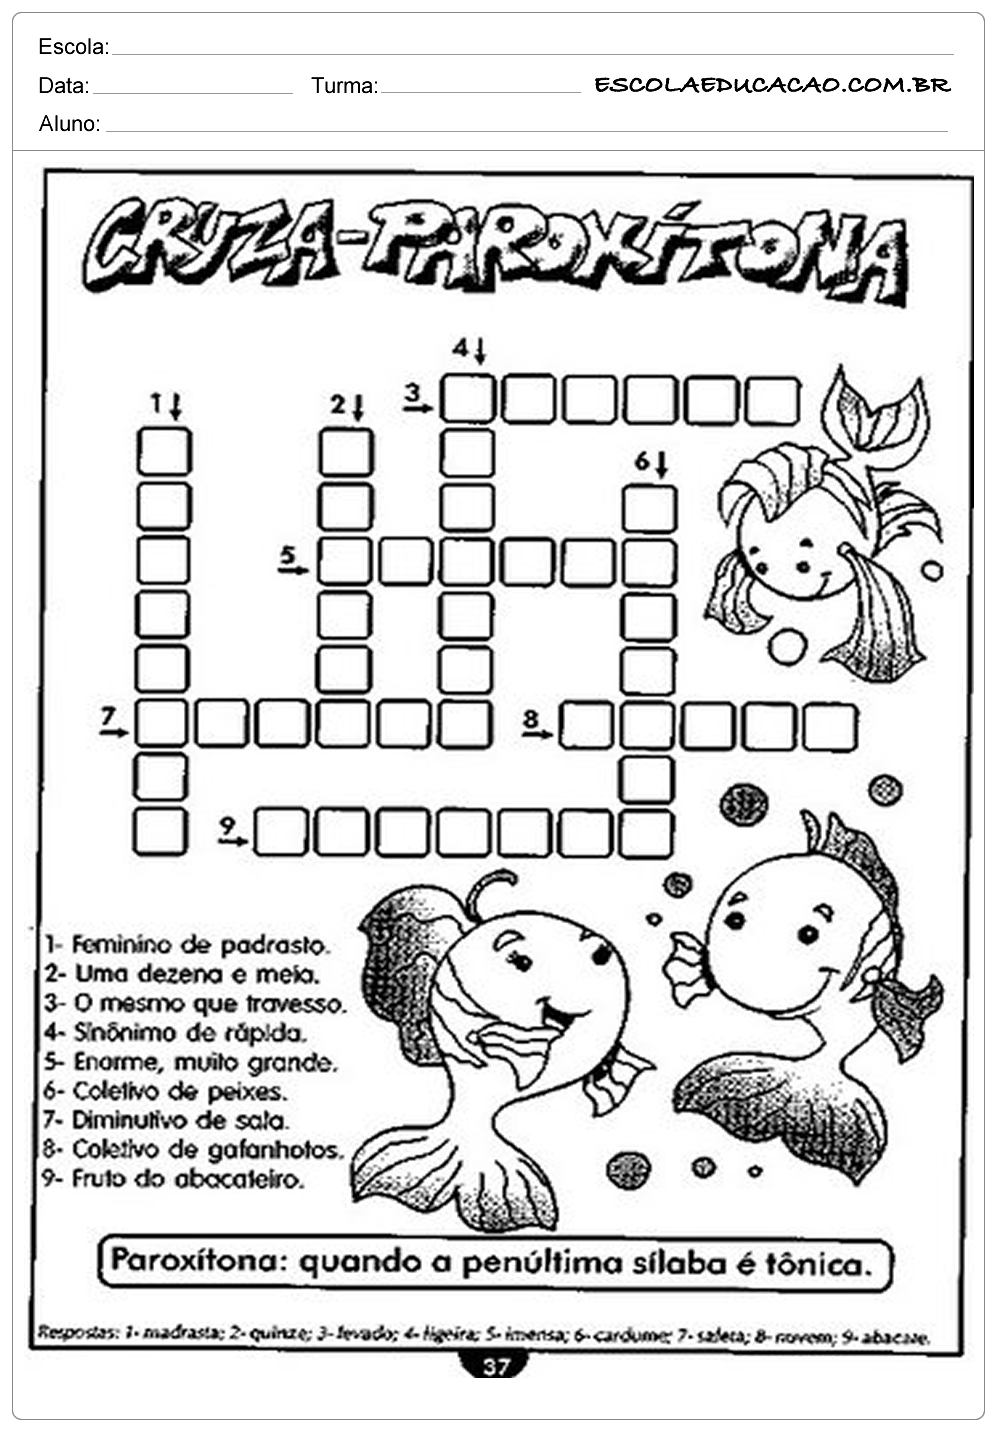 Escola:
Data: Turma: ESCOLAEDUCACAO.COM.BR
Aluno:
CRUZA-PAROXÍTONA
4
3
1
2
6
5
7
8
9
1- Feminino de padrasto.
2- Uma dezena e meia.
3- O mesmo que travesso.
4- Sinônimo de rápida.
5- Enorme, muito grande.
6- Coletivo de peixes.
7- Diminutivo de sala.
8- Coletivo de gafanhotos.
9- Fruto do abacateiro.
Paroxítona: quando a penúltima sílaba é tônica.
Respostas: 1- madrasta; 2- quinze; 3- levado; 4- ligeira; 5- imensa; 6- cardume; 7- saleta; 8- nuvem; 9- abacate.
37